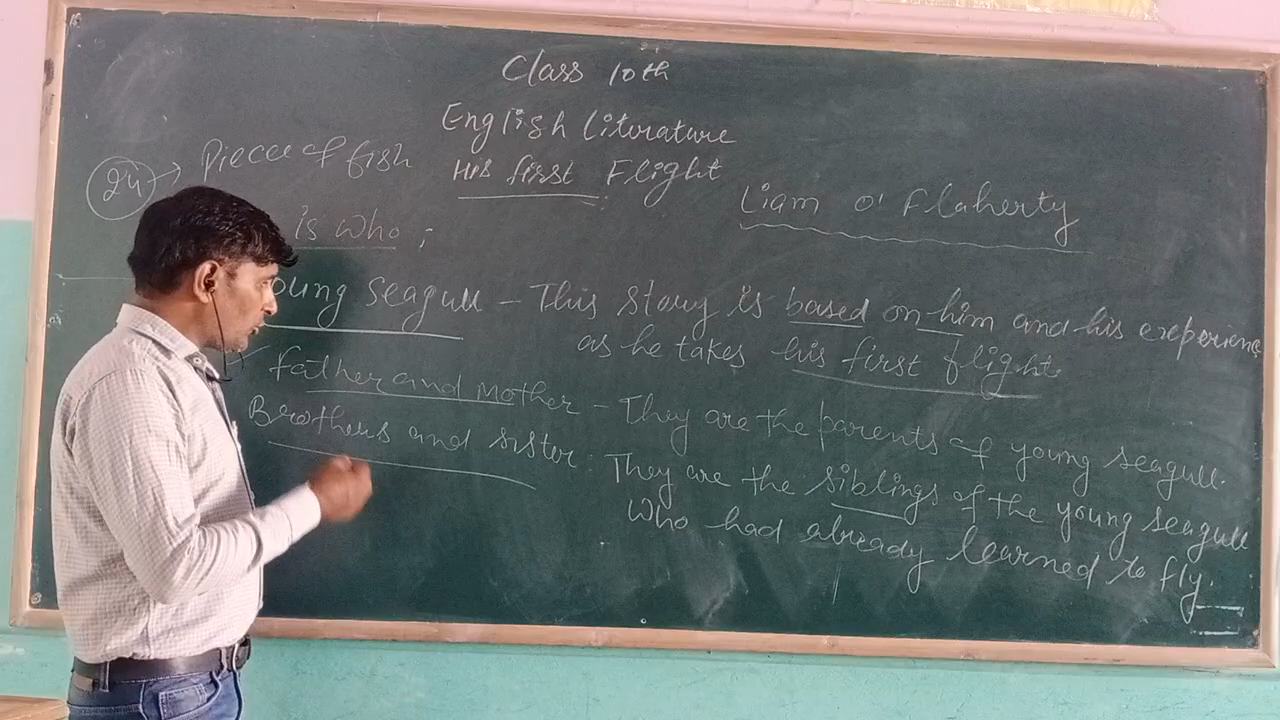 Class 10th
English Literature
His first Flight
24 → Piece of fish
Liam O' Flaherty
is who ;
oung Seagull - This Story is based on him and his experience
as he takes his first flight.
Father and Mother - They are the parents of young seagull.
Brothers and sister : They are the siblings of the young seagull
Who had already learned to fly.